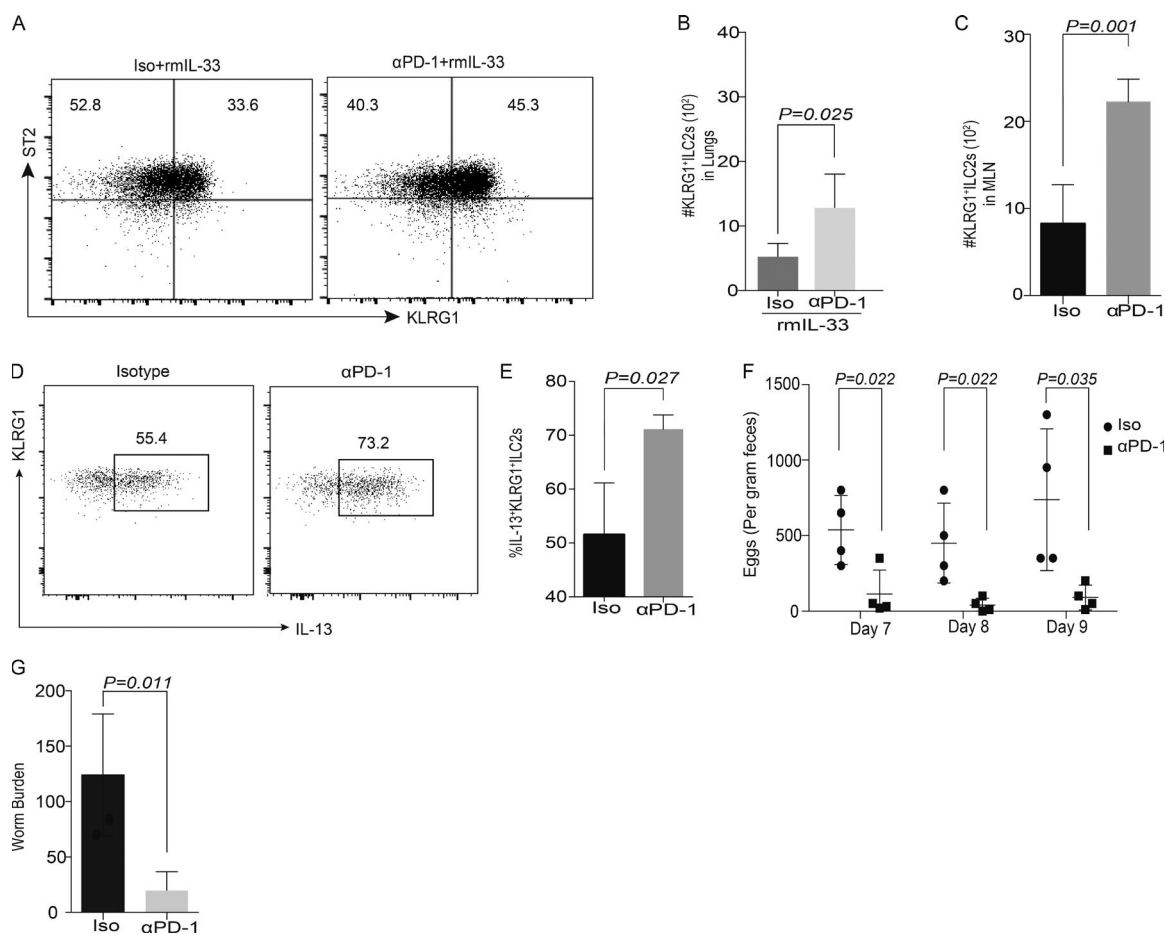 A
Iso+rmIL-33
αPD-1+rmIL-33
52.8
33.6
40.3
45.3
ST2
KLRG1
B
40
30
20
10
0
#KLRG1⁺ILC2s (10²)
in Lungs
P=0.025
Iso
αPD-1
rmIL-33
C
30
20
10
0
#KLRG1⁺ILC2s (10²)
in MLN
P=0.001
Iso
αPD-1
D
Isotype
αPD-1
55.4
73.2
KLRG1
IL-13
E
80
70
60
50
40
%IL-13⁺KLRG1⁺ILC2s
P=0.027
Iso
αPD-1
F
1500
1000
500
0
Eggs (Per gram feces)
P=0.022
P=0.022
P=0.035
Iso
αPD-1
Day 7
Day 8
Day 9
G
200
150
100
50
0
Worm Burden
P=0.011
Iso
αPD-1